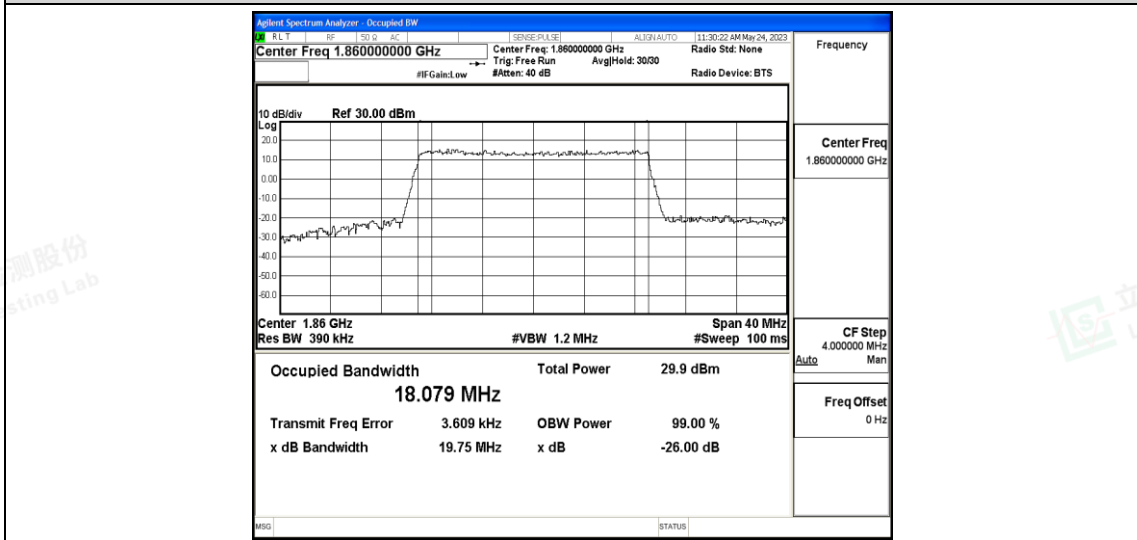 Agilent Spectrum Analyzer - Occupied BW
RLT RF 50 Ω AC SENSE:PULSE ALIGNAUTO 11:30:22 AM May 24, 2023
Center Freq 1.860000000 GHz
Center Freq: 1.860000000 GHz
Radio Std: None
Trig: Free Run Avg|Hold: 30/30
#IFGain:Low #Atten: 40 dB Radio Device: BTS
10 dB/div Ref 30.00 dBm
Log
20.0
10.0
0.00
-10.0
-20.0
-30.0
-40.0
-50.0
-60.0
Center 1.86 GHz Span 40 MHz
Res BW 390 kHz #VBW 1.2 MHz #Sweep 100 ms
Occupied Bandwidth Total Power 29.9 dBm
18.079 MHz
Transmit Freq Error 3.609 kHz OBW Power 99.00 %
x dB Bandwidth 19.75 MHz x dB -26.00 dB
MSG STATUS
Frequency
Center Freq
1.860000000 GHz
CF Step
4.000000 MHz
Auto Man
Freq Offset
0 Hz
测股份
sting Lab
立